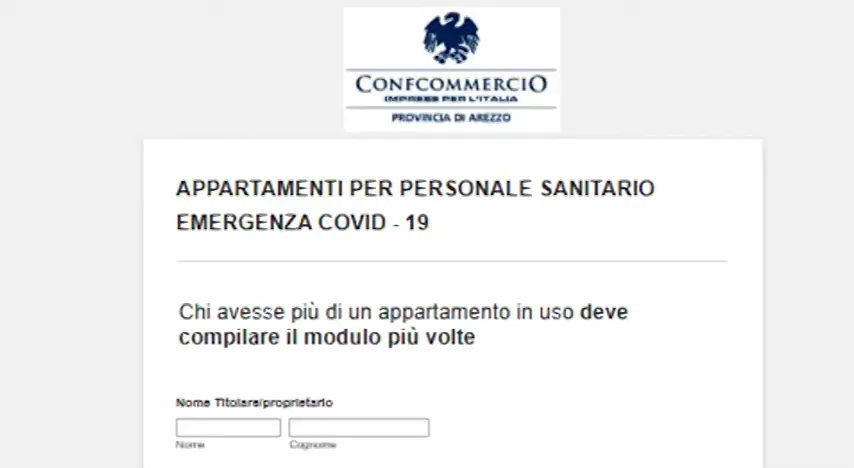 CONFCOMMERCIO
IMPRESE PER L'ITALIA
PROVINCIA DI AREZZO
APPARTAMENTI PER PERSONALE SANITARIO
EMERGENZA COVID - 19
Chi avesse più di un appartamento in uso deve
compilare il modulo più volte
Nome Titolare/proprietario
Nome Cognome